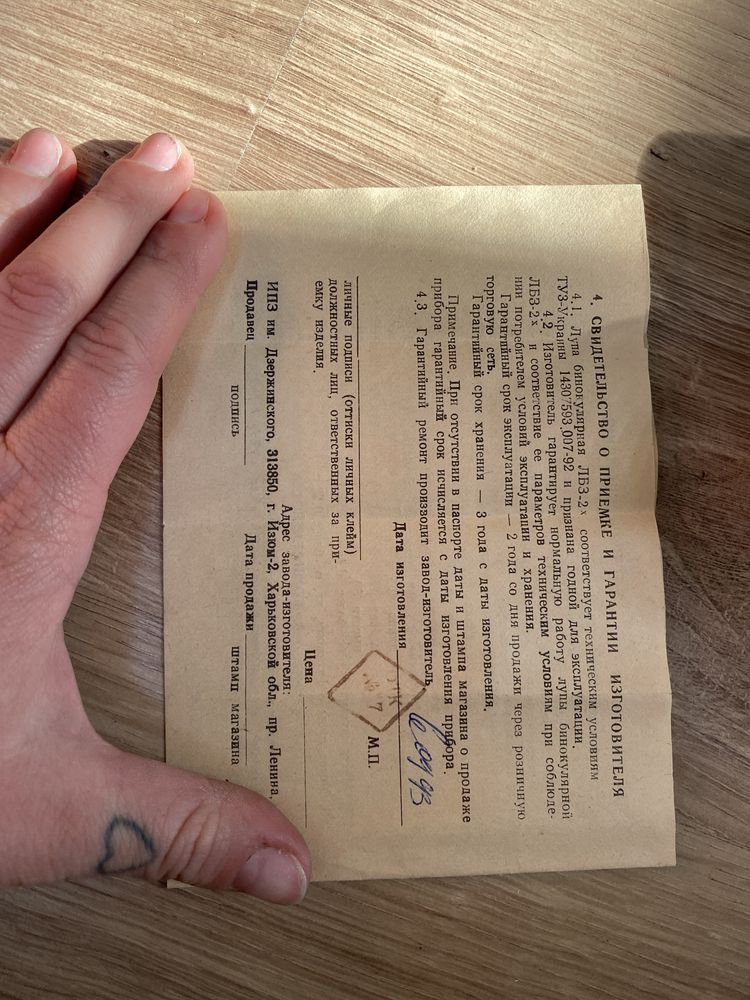 4. СВИДЕТЕЛЬСТВО О ПРИЕМКЕ И ГАРАНТИИ ИЗГОТОВИТЕЛЯ
4.1. Лупа бинокулярная ЛБЗ-2х соответствует техническим условиям
ТУЗ-Украины 14307593.007-92 и признана годной для эксплуатации.
4.2. Изготовитель гарантирует нормальную работу лупы бинокулярной
ЛБЗ-2х и соответствие ее параметров техническим условиям при соблюде-
нии потребителем условий эксплуатации и хранения.
Гарантийный срок эксплуатации — 2 года со дня продажи через розничную
торговую сеть.
Гарантийный срок хранения — 3 года с даты изготовления.
Примечание. При отсутствии в паспорте даты и штампа магазина о продаже
прибора гарантийный срок исчисляется с даты изготовления прибора.
4.3. Гарантийный ремонт производит завод-изготовитель
Дата изготовления 09 93
М.П.
№ 7
личные подписи (оттиски личных клейм)
должностных лиц, ответственных за при-
емку изделия.
Цена
Адрес завода-изготовителя:
ИПЗ им. Дзержинского, 313850, г. Изюм-2, Харьковской обл., пр. Ленина,
Продавец Дата продажи
подпись штамп магазина